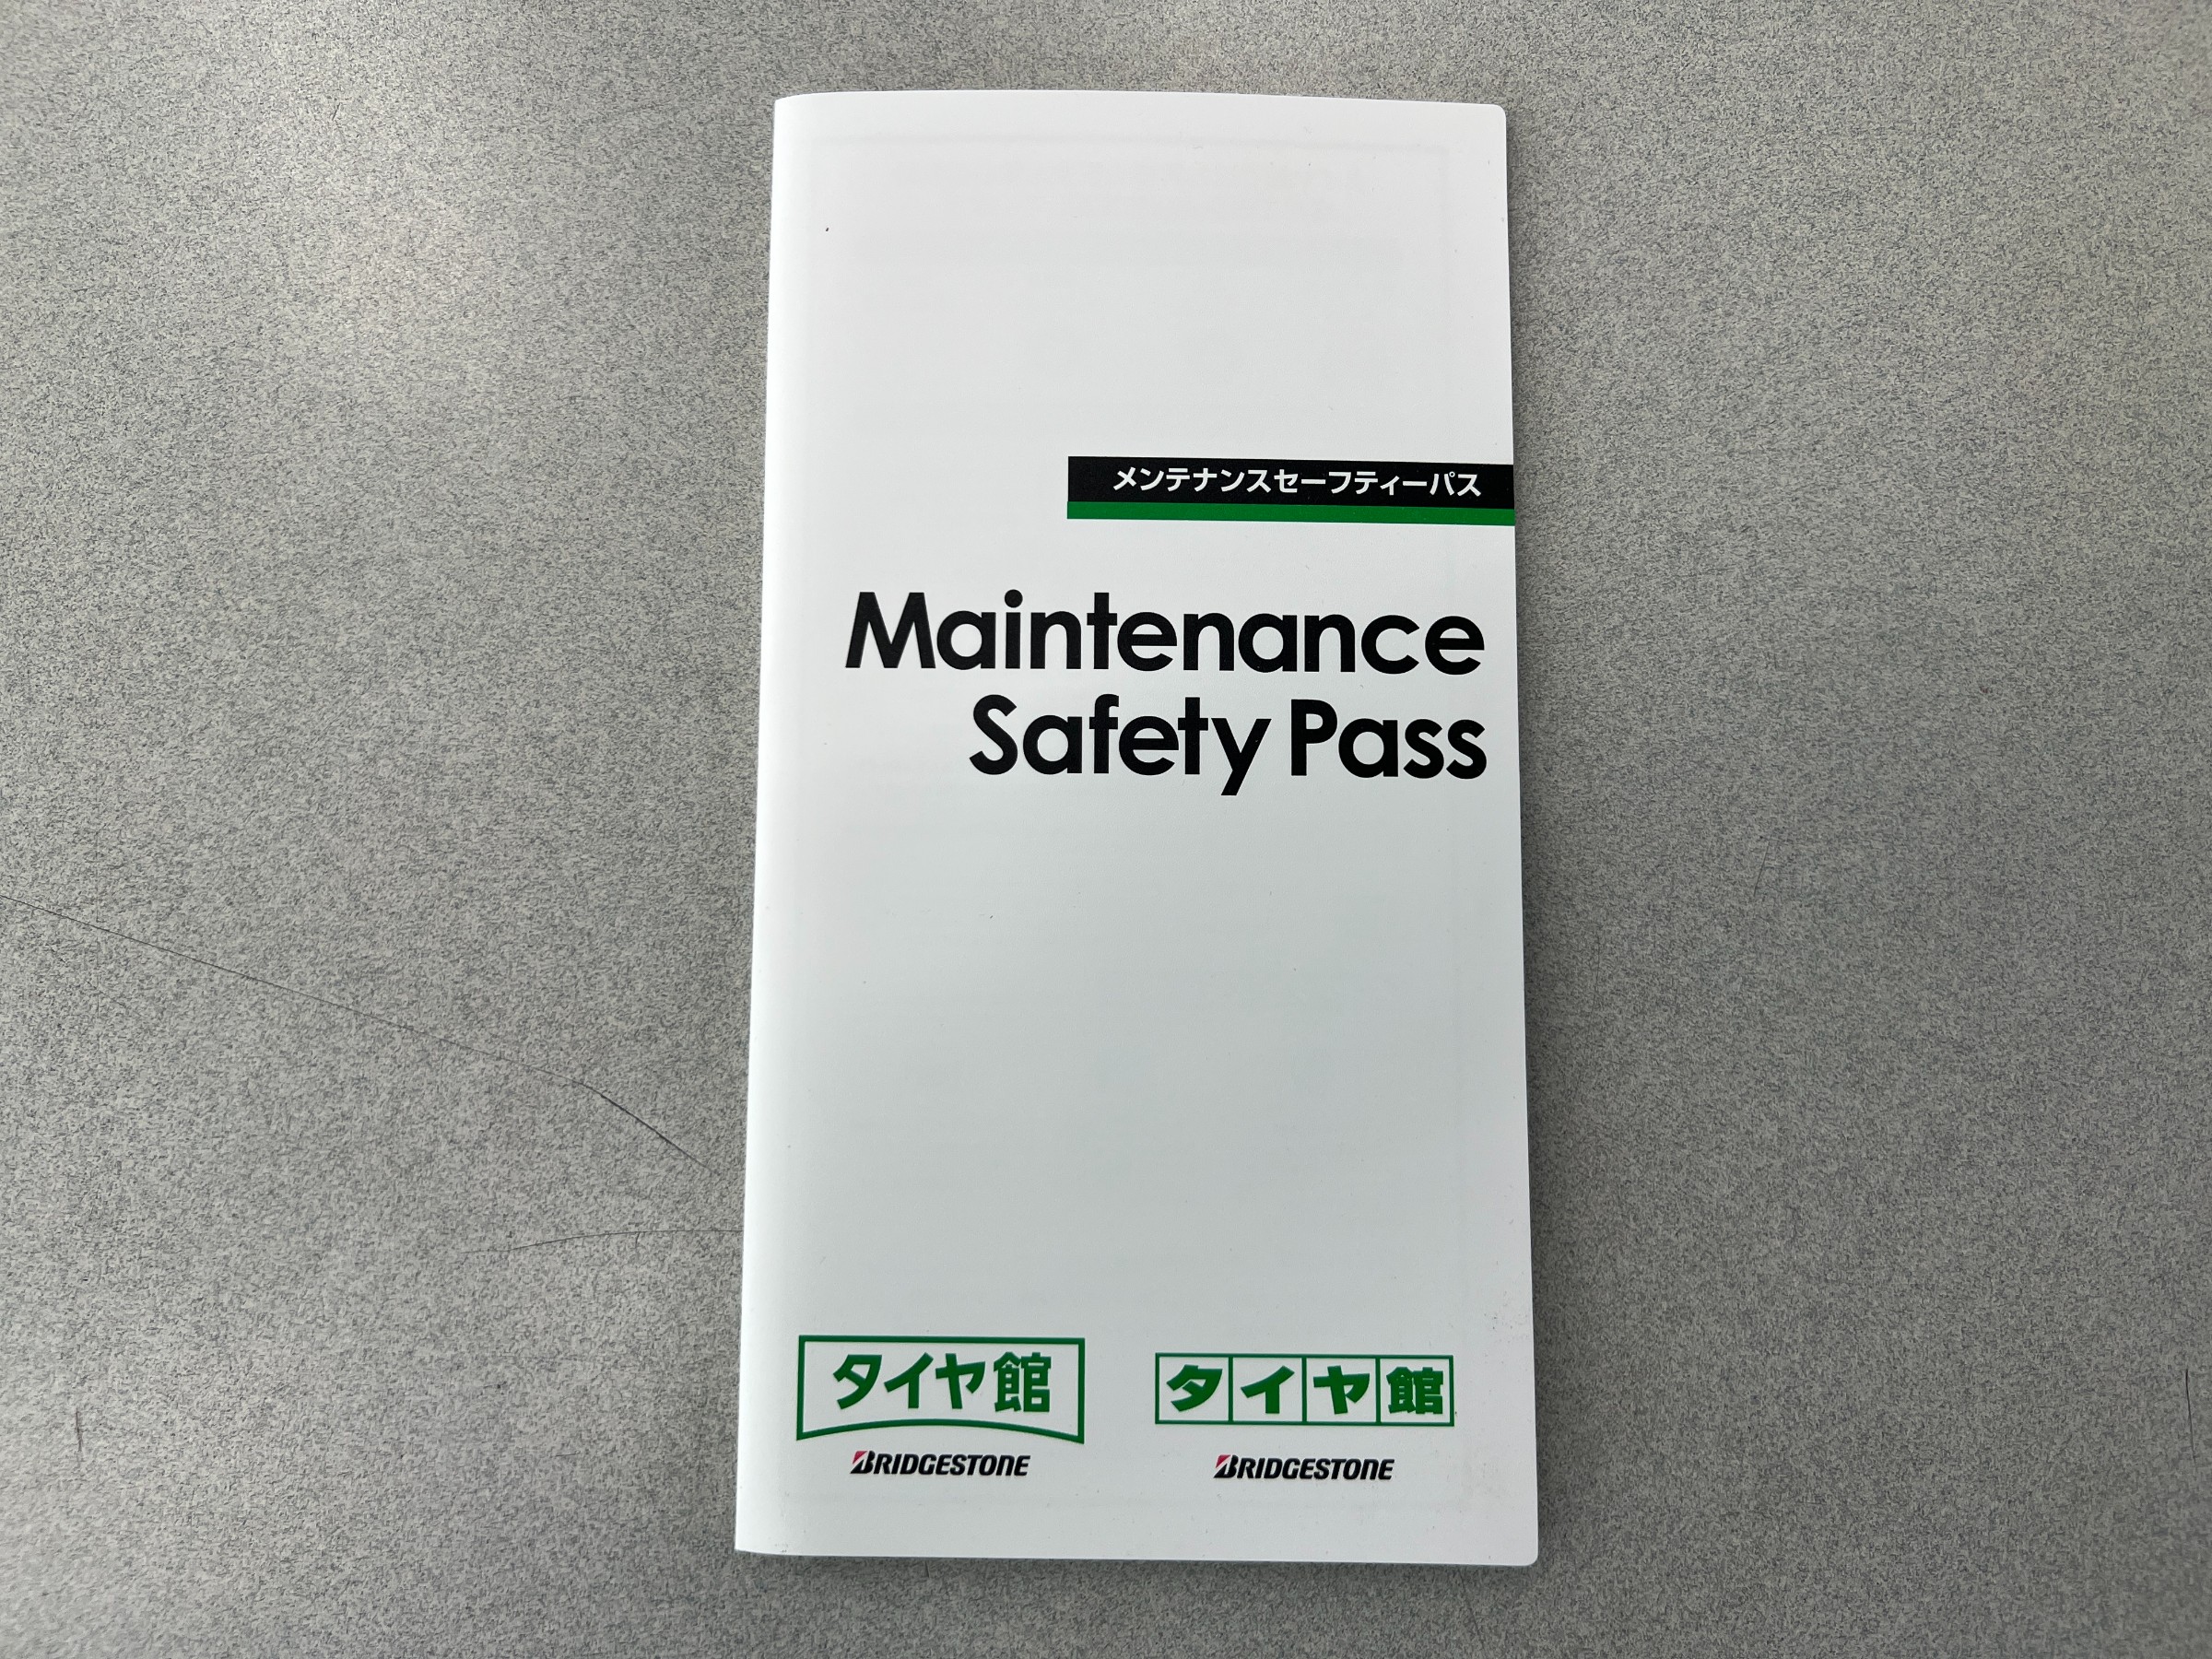 メンテナンスセーフティーパス
Maintenance
Safety Pass
タイヤ館
BRIDGESTONE
タイヤ館
BRIDGESTONE